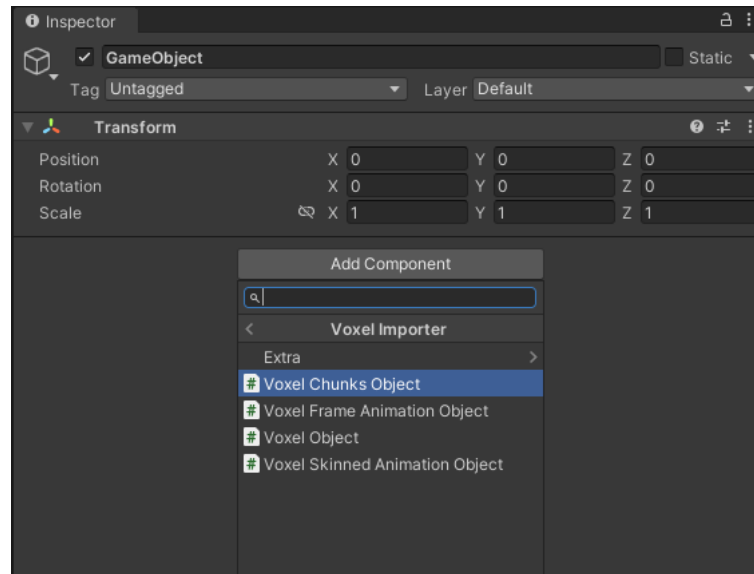 Inspector
GameObject Static
Tag Untagged Layer Default
Transform
Position X 0 Y 0 Z 0
Rotation X 0 Y 0 Z 0
Scale X 1 Y 1 Z 1
Add Component
Voxel Importer
Extra
# Voxel Chunks Object
# Voxel Frame Animation Object
# Voxel Object
# Voxel Skinned Animation Object